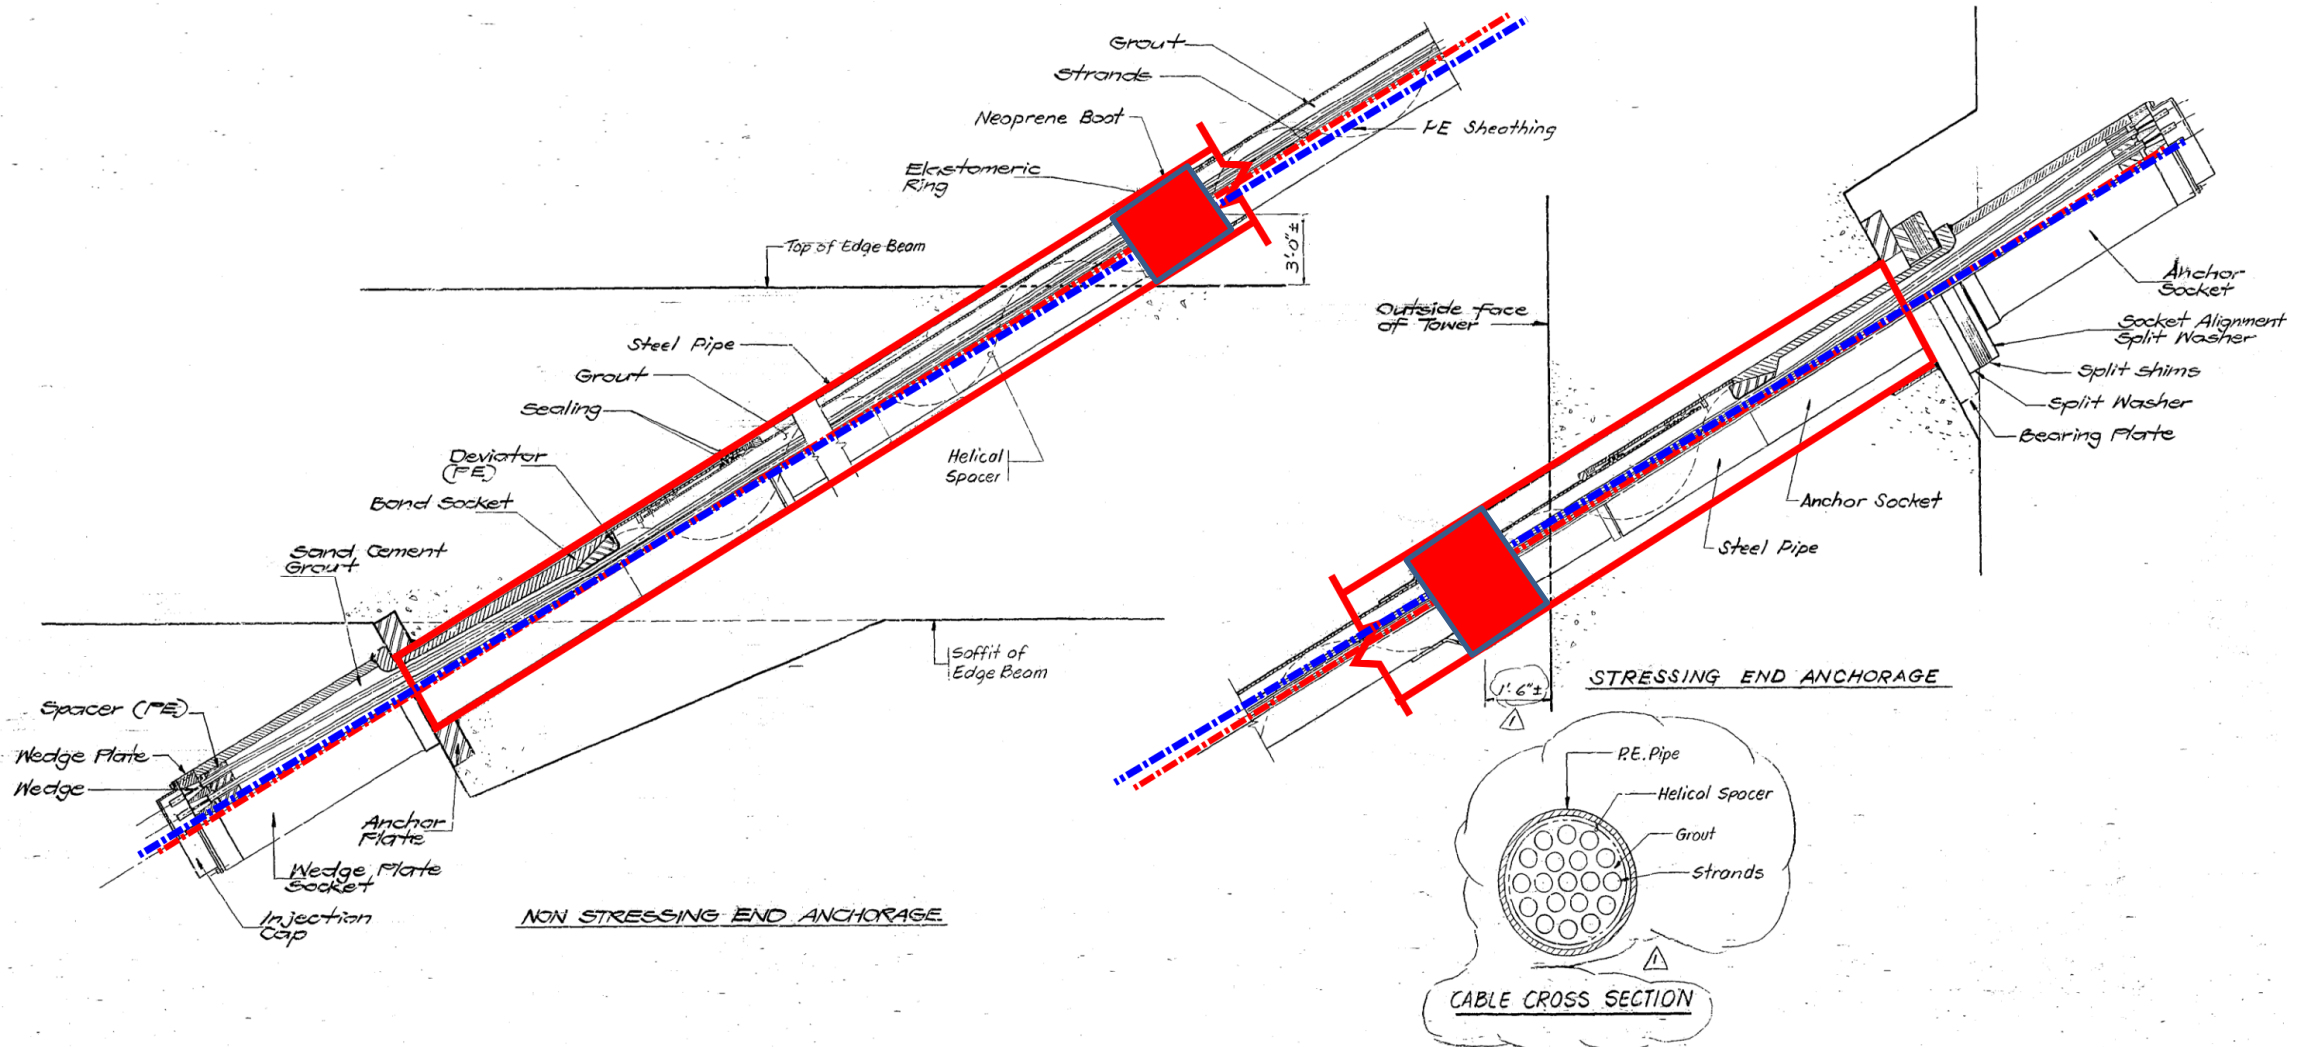 Grout
Strands
Neoprene Boot
PE Sheathing
Elastomeric
Ring
Top of Edge Beam
3'-0"±
Steel Pipe
Grout
Sealing
Deviator
(PE)
Bond Socket
Helical
Spacer
Sand Cement
Grout
Soffit of
Edge Beam
Spacer (PE)
Wedge Plate
Wedge
Anchor
Plate
Wedge Plate
Socket
Injection
Cap
NON STRESSING END ANCHORAGE
Outside face
of Tower
Anchor
Socket
Socket Alignment
Split Washer
Split Shims
Split Washer
Bearing Plate
Anchor Socket
Steel Pipe
1'-6"±
1
STRESSING END ANCHORAGE
P.E. Pipe
Helical Spacer
Grout
Strands
1
CABLE CROSS SECTION